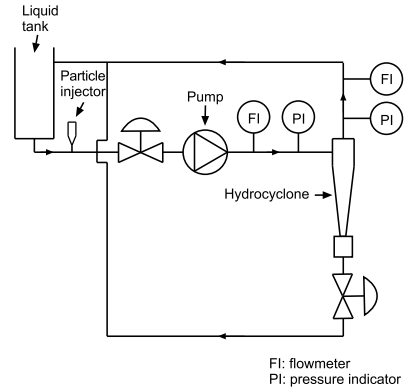 Liquid
tank
Particle
injector
Pump
FI
PI
FI
PI
Hydrocyclone
FI: flowmeter
PI: pressure indicator